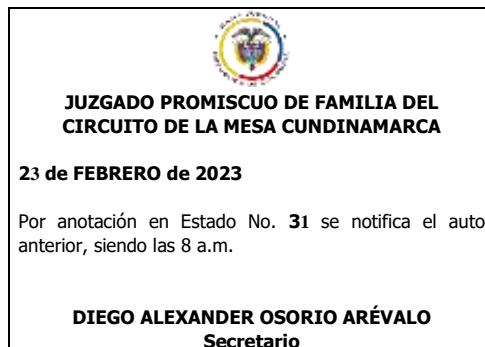 JUZGADO PROMISCUO DE FAMILIA DEL
CIRCUITO DE LA MESA CUNDINAMARCA
23 de FEBRERO de 2023
Por anotación en Estado No. 31 se notifica el auto
anterior, siendo las 8 a.m.
DIEGO ALEXANDER OSORIO ARÉVALO
Secretario